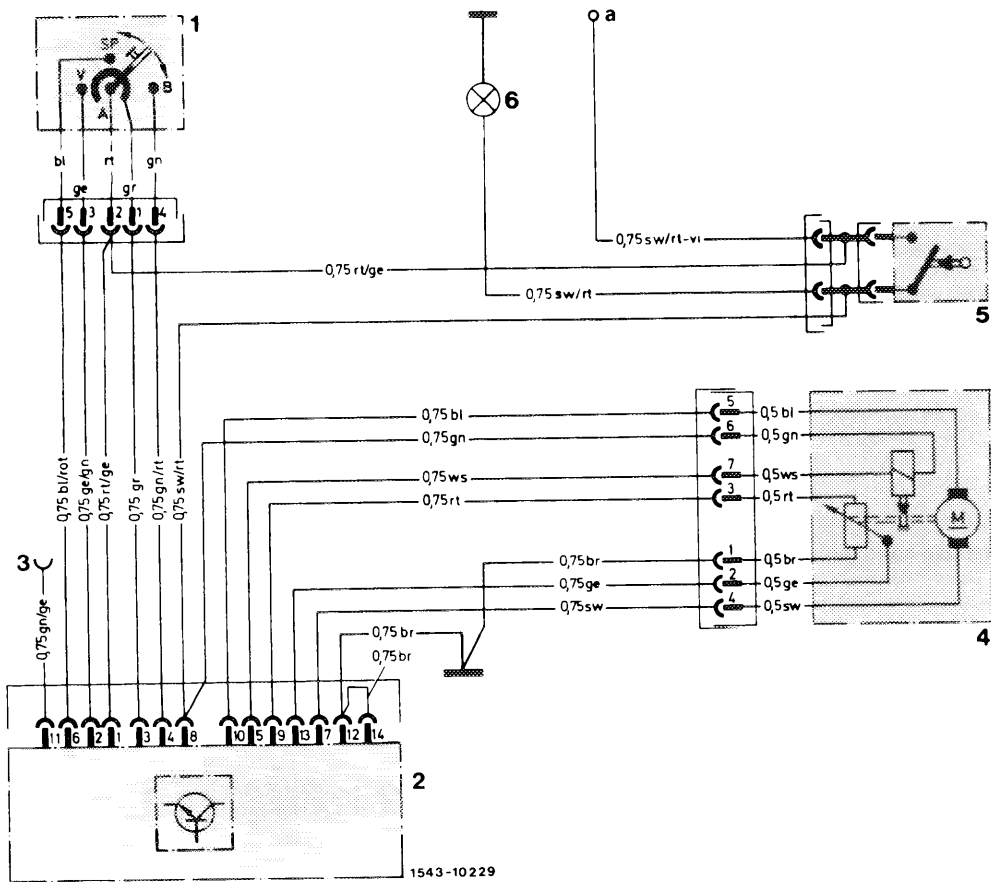 1
SP
V
B
A
bl
rt
gn
ge
gr
5 3 2 1 4
6
a
0,75 sw/rt-vi
0,75 rt/ge
0,75 sw/rt
5
0,75 bl/rot
0,75 ge/gn
0,75 rt/ge
0,75 gr
0,75 gn/rt
0,75 sw/rt
0,75 bl
5
0,5 bl
0,75 gn
6
0,5 gn
0,75 ws
7
0,5 ws
0,75 rt
3
0,5 rt
M
0,75 br
1
0,5 br
0,75 ge
2
0,5 ge
0,75 sw
4
0,5 sw
4
3
0,75 gn/ge
0,75 br
0,75 br
11 6 2 1 3 4 8 10 5 9 13 7 12 14
2
1543-10229